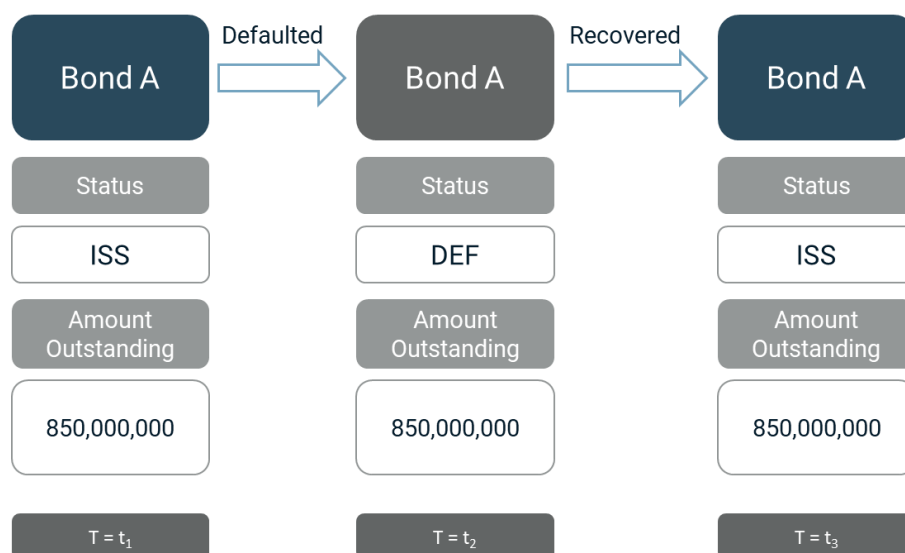 Defaulted
Recovered
Bond A
Bond A
Bond A
Status
Status
Status
ISS
DEF
ISS
Amount
Outstanding
Amount
Outstanding
Amount
Outstanding
850,000,000
850,000,000
850,000,000
T = t₁
T = t₂
T = t₃